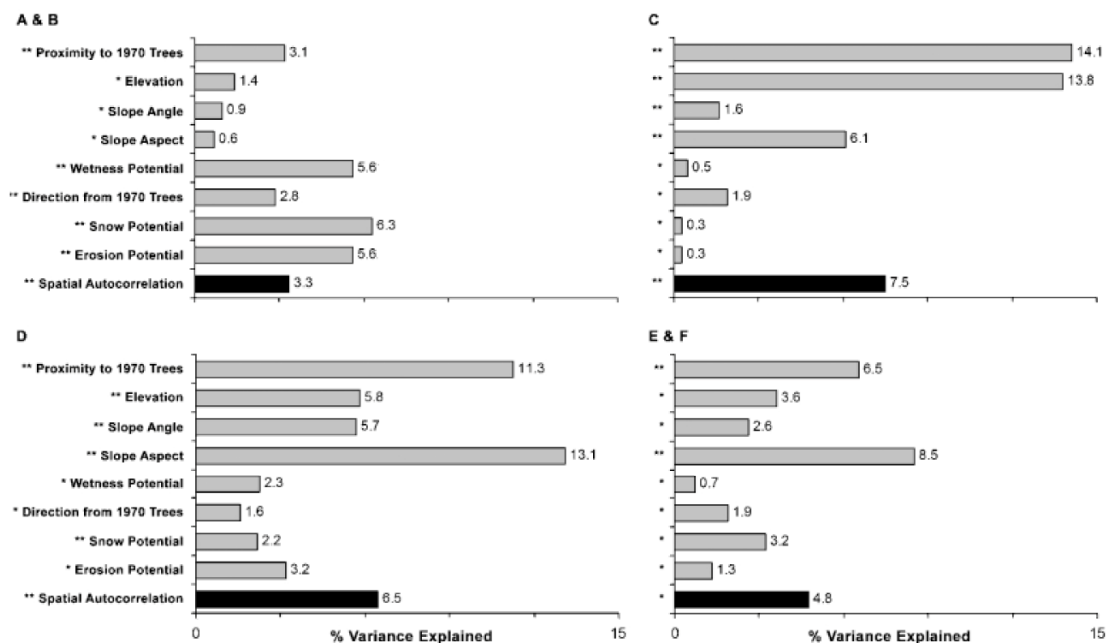 A & B
** Proximity to 1970 Trees 3.1
* Elevation 1.4
* Slope Angle 0.9
* Slope Aspect 0.6
** Wetness Potential 5.6
** Direction from 1970 Trees 2.8
** Snow Potential 6.3
** Erosion Potential 5.6
** Spatial Autocorrelation 3.3
C
** 14.1
** 13.8
** 1.6
** 6.1
* 0.5
* 1.9
* 0.3
* 0.3
** 7.5
D
** Proximity to 1970 Trees 11.3
** Elevation 5.8
** Slope Angle 5.7
** Slope Aspect 13.1
* Wetness Potential 2.3
* Direction from 1970 Trees 1.6
** Snow Potential 2.2
* Erosion Potential 3.2
** Spatial Autocorrelation 6.5
0 % Variance Explained 15
E & F
** 6.5
* 3.6
* 2.6
** 8.5
* 0.7
* 1.9
* 3.2
* 1.3
* 4.8
0 % Variance Explained 15